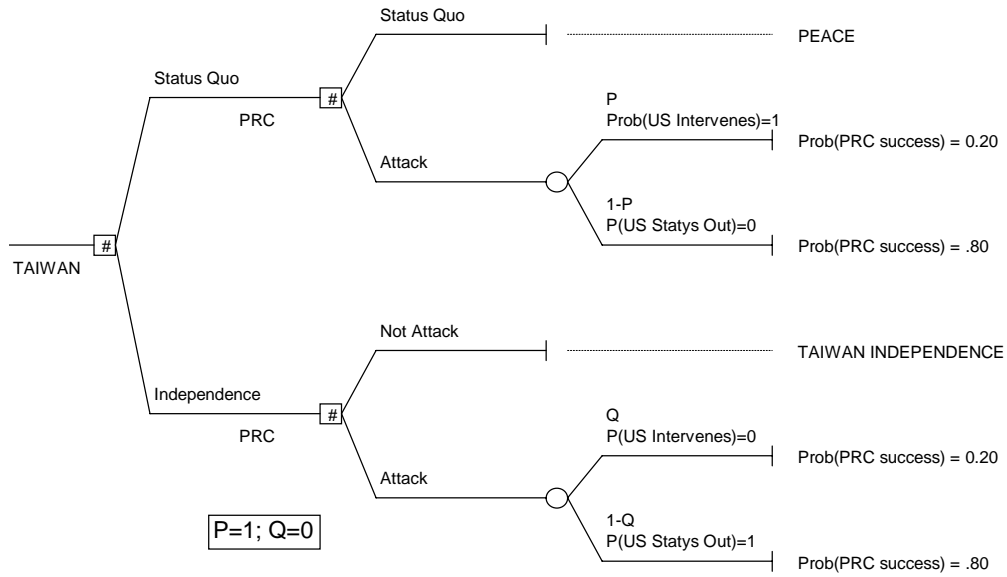 Status Quo
PEACE
Status Quo
P
Prob(US Intervenes)=1
#
PRC
Prob(PRC success) = 0.20
Attack
1-P
P(US Statys Out)=0
#
Prob(PRC success) = .80
TAIWAN
Not Attack
TAIWAN INDEPENDENCE
Independence
Q
P(US Intervenes)=0
#
PRC
Prob(PRC success) = 0.20
Attack
1-Q
P(US Statys Out)=1
P=1; Q=0
Prob(PRC success) = .80